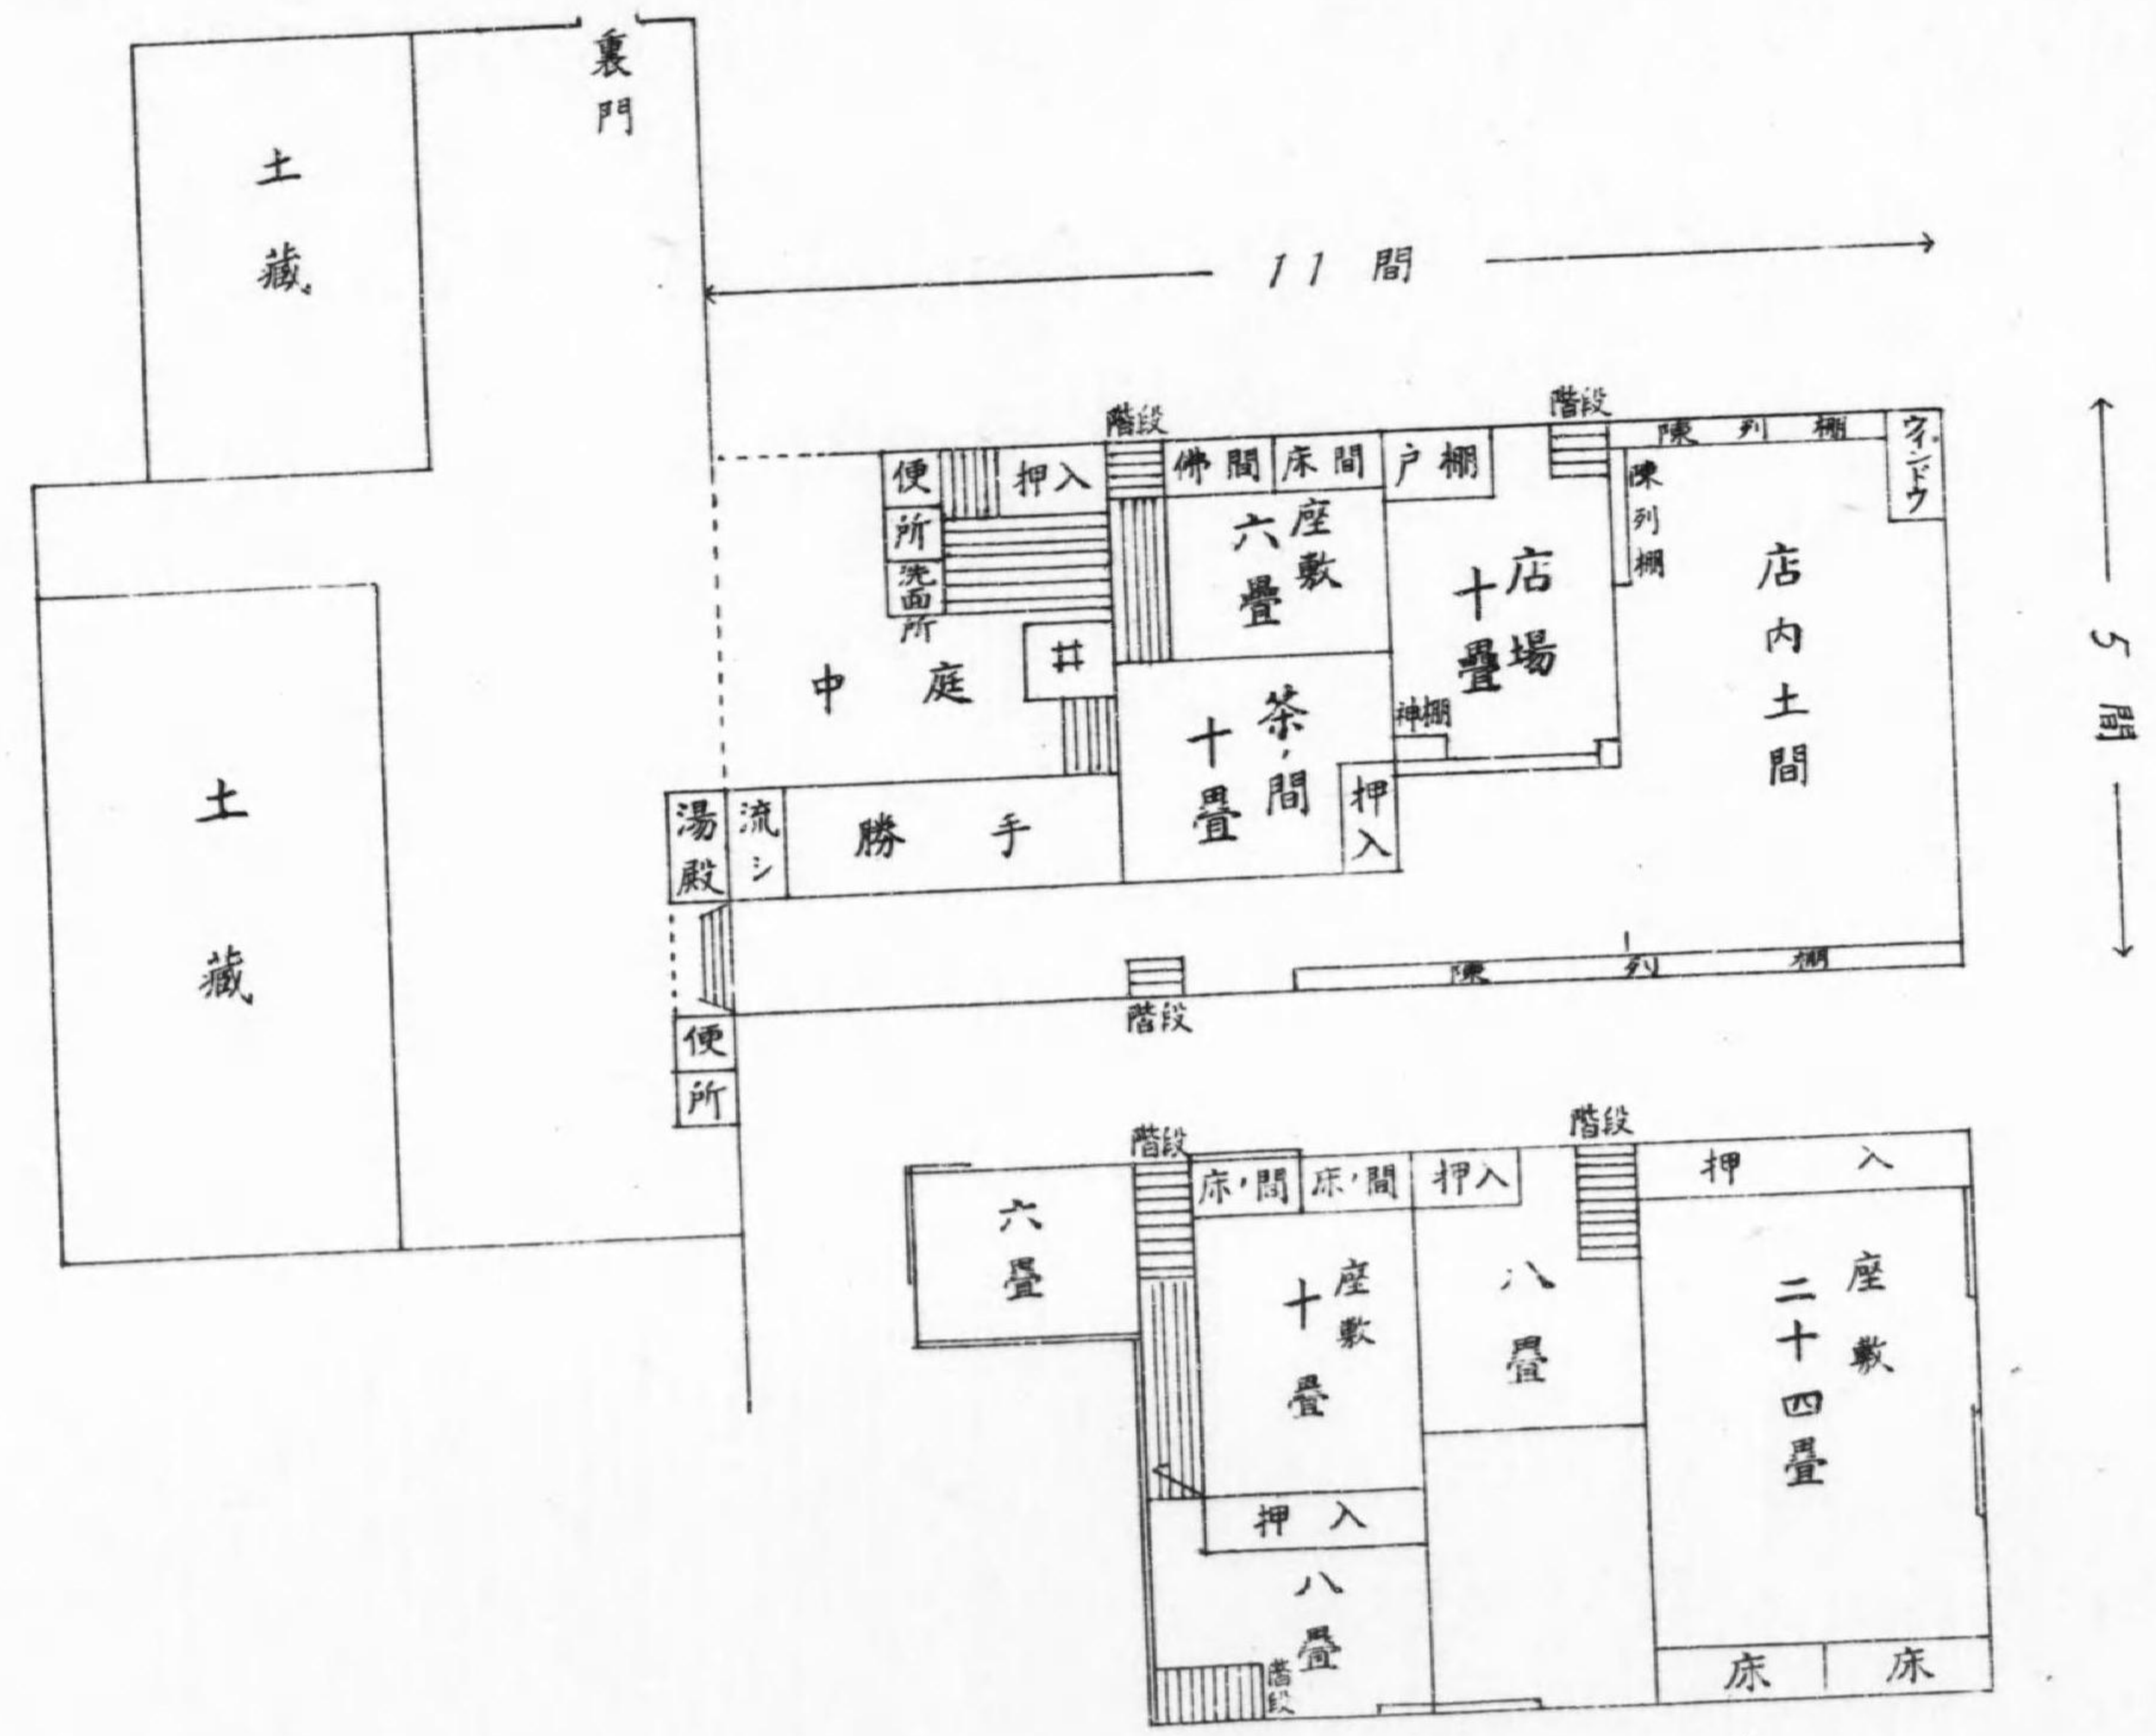 裏門
土藏
11間
5間
階段
階段
便所
洗面所
押入
佛間
床間
戸棚
陳列棚
ウィンドウ
陳列棚
座敷
六疊
店場
十疊
店内土間
井
中庭
神棚
茶ノ間
十畳
押入
湯殿
流シ
勝手
土藏
陳列棚
階段
便所
階段
階段
六畳
床ノ間
床ノ間
押入
押入
座敷
十畳
八畳
座敷
二十四畳
押入
八畳
階段
床
床